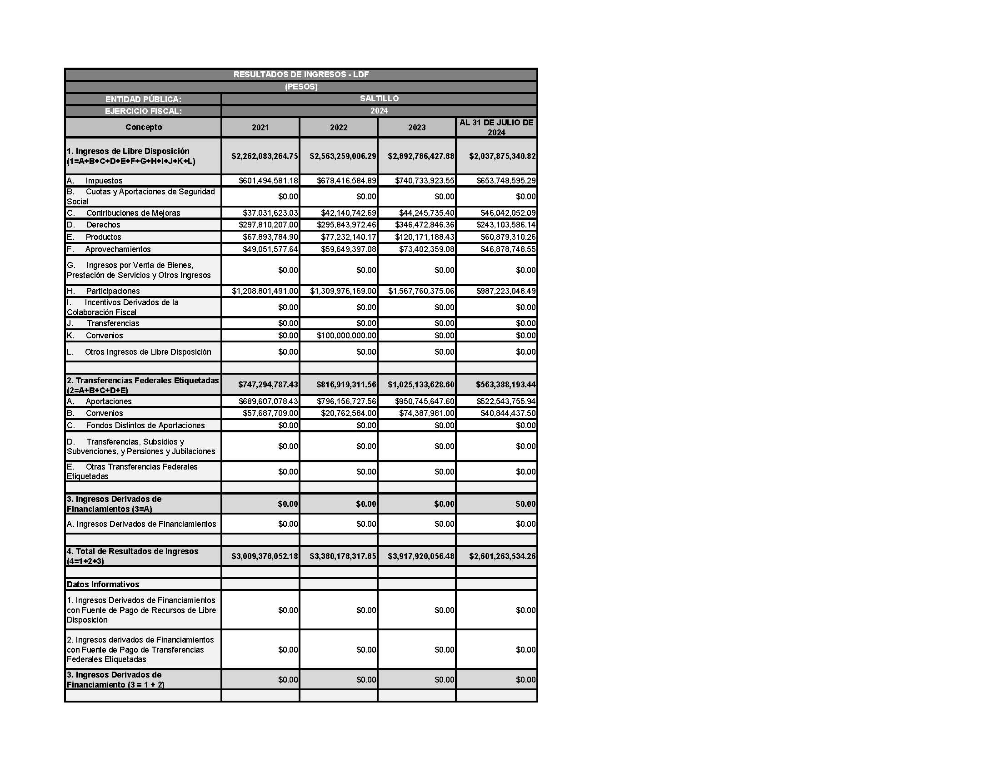 RESULTADOS DE INGRESOS - LDF
(PESOS)
ENTIDAD PÚBLICA: SALTILLO
EJERCICIO FISCAL: 2024
Concepto 2021 2022 2023 AL 31 DE JULIO DE
2024
1. Ingresos de Libre Disposición
(1=A+B+C+D+E+F+G+H+I+J+K+L) $2,262,083,264.75 $2,563,259,006.29 $2,892,786,427.88 $2,037,875,340.82
A. Impuestos $601,494,581.18 $678,416,584.89 $740,733,923.55 $653,748,595.29
B. Cuotas y Aportaciones de Seguridad
Social $0.00 $0.00 $0.00 $0.00
C. Contribuciones de Mejoras $37,031,623.03 $42,140,742.69 $44,245,735.40 $46,042,052.09
D. Derechos $297,810,207.00 $295,843,972.46 $346,472,846.36 $243,103,586.14
E. Productos $67,893,784.90 $77,232,140.17 $120,171,188.43 $60,879,310.26
F. Aprovechamientos $49,051,577.64 $59,649,397.08 $73,402,359.08 $46,878,748.55
G. Ingresos por Venta de Bienes,
Prestación de Servicios y Otros Ingresos $0.00 $0.00 $0.00 $0.00
H. Participaciones $1,208,801,491.00 $1,309,976,169.00 $1,567,760,375.06 $987,223,048.49
I. Incentivos Derivados de la
Colaboración Fiscal $0.00 $0.00 $0.00 $0.00
J. Transferencias $0.00 $0.00 $0.00 $0.00
K. Convenios $0.00 $100,000,000.00 $0.00 $0.00
L. Otros Ingresos de Libre Disposición $0.00 $0.00 $0.00 $0.00
2. Transferencias Federales Etiquetadas
(2=A+B+C+D+E) $747,294,787.43 $816,919,311.56 $1,025,133,628.60 $563,388,193.44
A. Aportaciones $689,607,078.43 $796,156,727.56 $950,745,647.60 $522,543,755.94
B. Convenios $57,687,709.00 $20,762,584.00 $74,387,981.00 $40,844,437.50
C. Fondos Distintos de Aportaciones $0.00 $0.00 $0.00 $0.00
D. Transferencias, Subsidios y
Subvenciones, y Pensiones y Jubilaciones $0.00 $0.00 $0.00 $0.00
E. Otras Transferencias Federales
Etiquetadas $0.00 $0.00 $0.00 $0.00
3. Ingresos Derivados de
Financiamientos (3=A) $0.00 $0.00 $0.00 $0.00
A. Ingresos Derivados de Financiamientos $0.00 $0.00 $0.00 $0.00
4. Total de Resultados de Ingresos
(4=1+2+3) $3,009,378,052.18 $3,380,178,317.85 $3,917,920,056.48 $2,601,263,534.26
Datos Informativos
1. Ingresos Derivados de Financiamientos
con Fuente de Pago de Recursos de Libre
Disposición $0.00 $0.00 $0.00 $0.00
2. Ingresos derivados de Financiamientos
con Fuente de Pago de Transferencias
Federales Etiquetadas $0.00 $0.00 $0.00 $0.00
3. Ingresos Derivados de
Financiamiento (3 = 1 + 2) $0.00 $0.00 $0.00 $0.00